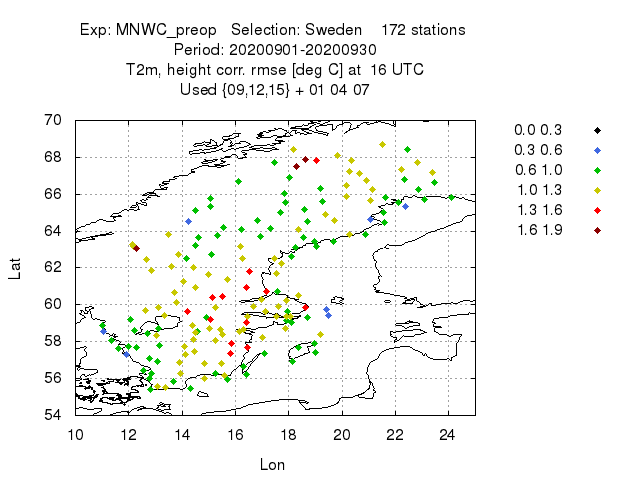 Exp: MNWC_preop   Selection: Sweden    172 stations
Period: 20200901-20200930
T2m, height corr. rmse [deg C] at  16 UTC
Used {09,12,15} + 01 04 07
70
68
66
64
62
60
58
56
54
Lat
10 12 14 16 18 20 22 24
Lon
0.0 0.3
0.3 0.6
0.6 1.0
1.0 1.3
1.3 1.6
1.6 1.9